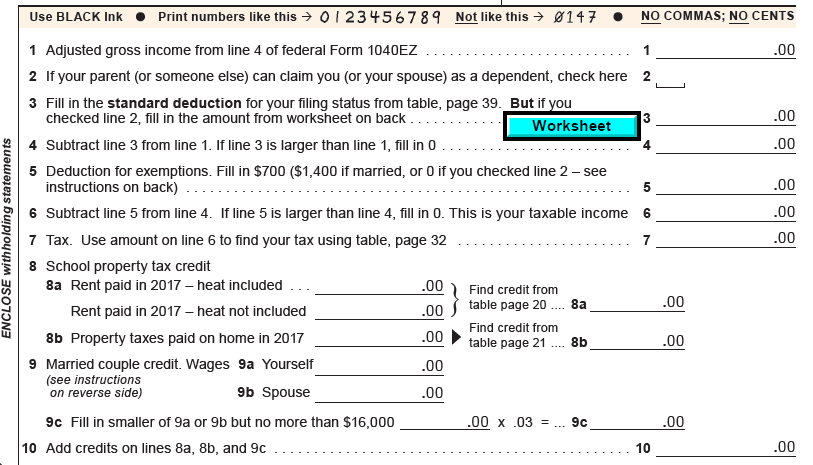 Use BLACK Ink ● Print numbers like this → 0 1 2 3 4 5 6 7 8 9 Not like this → 0147 ● NO COMMAS; NO CENTS
1 Adjusted gross income from line 4 of federal Form 1040EZ . . . . . . . . . . . . . . . . . . . . . . . . . . . . 1 .00
2 If your parent (or someone else) can claim you (or your spouse) as a dependent, check here 2
3 Fill in the standard deduction for your filing status from table, page 39. But if you
checked line 2, fill in the amount from worksheet on back . . . . . . . . . . . . Worksheet 3 .00
4 Subtract line 3 from line 1. If line 3 is larger than line 1, fill in 0 . . . . . . . . . . . . . . . . . . . . . . . . . 4 .00
5 Deduction for exemptions. Fill in $700 ($1,400 if married, or 0 if you checked line 2 – see
instructions on back) . . . . . . . . . . . . . . . . . . . . . . . . . . . . . . . . . . . . . . . . . . . . . . . . . . . . . . . . . . . 5 .00
6 Subtract line 5 from line 4. If line 5 is larger than line 4, fill in 0. This is your taxable income 6 .00
7 Tax. Use amount on line 6 to find your tax using table, page 32 . . . . . . . . . . . . . . . . . . . . . . . 7 .00
8 School property tax credit
8a Rent paid in 2017 – heat included . . . .00 Find credit from
Rent paid in 2017 – heat not included .00 table page 20 .... 8a .00
8b Property taxes paid on home in 2017 .00 Find credit from
table page 21 .... 8b .00
9 Married couple credit. Wages 9a Yourself .00
(see instructions
on reverse side) 9b Spouse .00
9c Fill in smaller of 9a or 9b but no more than $16,000 .00 x .03 = ... 9c .00
10 Add credits on lines 8a, 8b, and 9c . . . . . . . . . . . . . . . . . . . . . . . . . . . . . . . . . . . . . . . . . . . . . . . 10 .00
ENCLOSE withholding statements